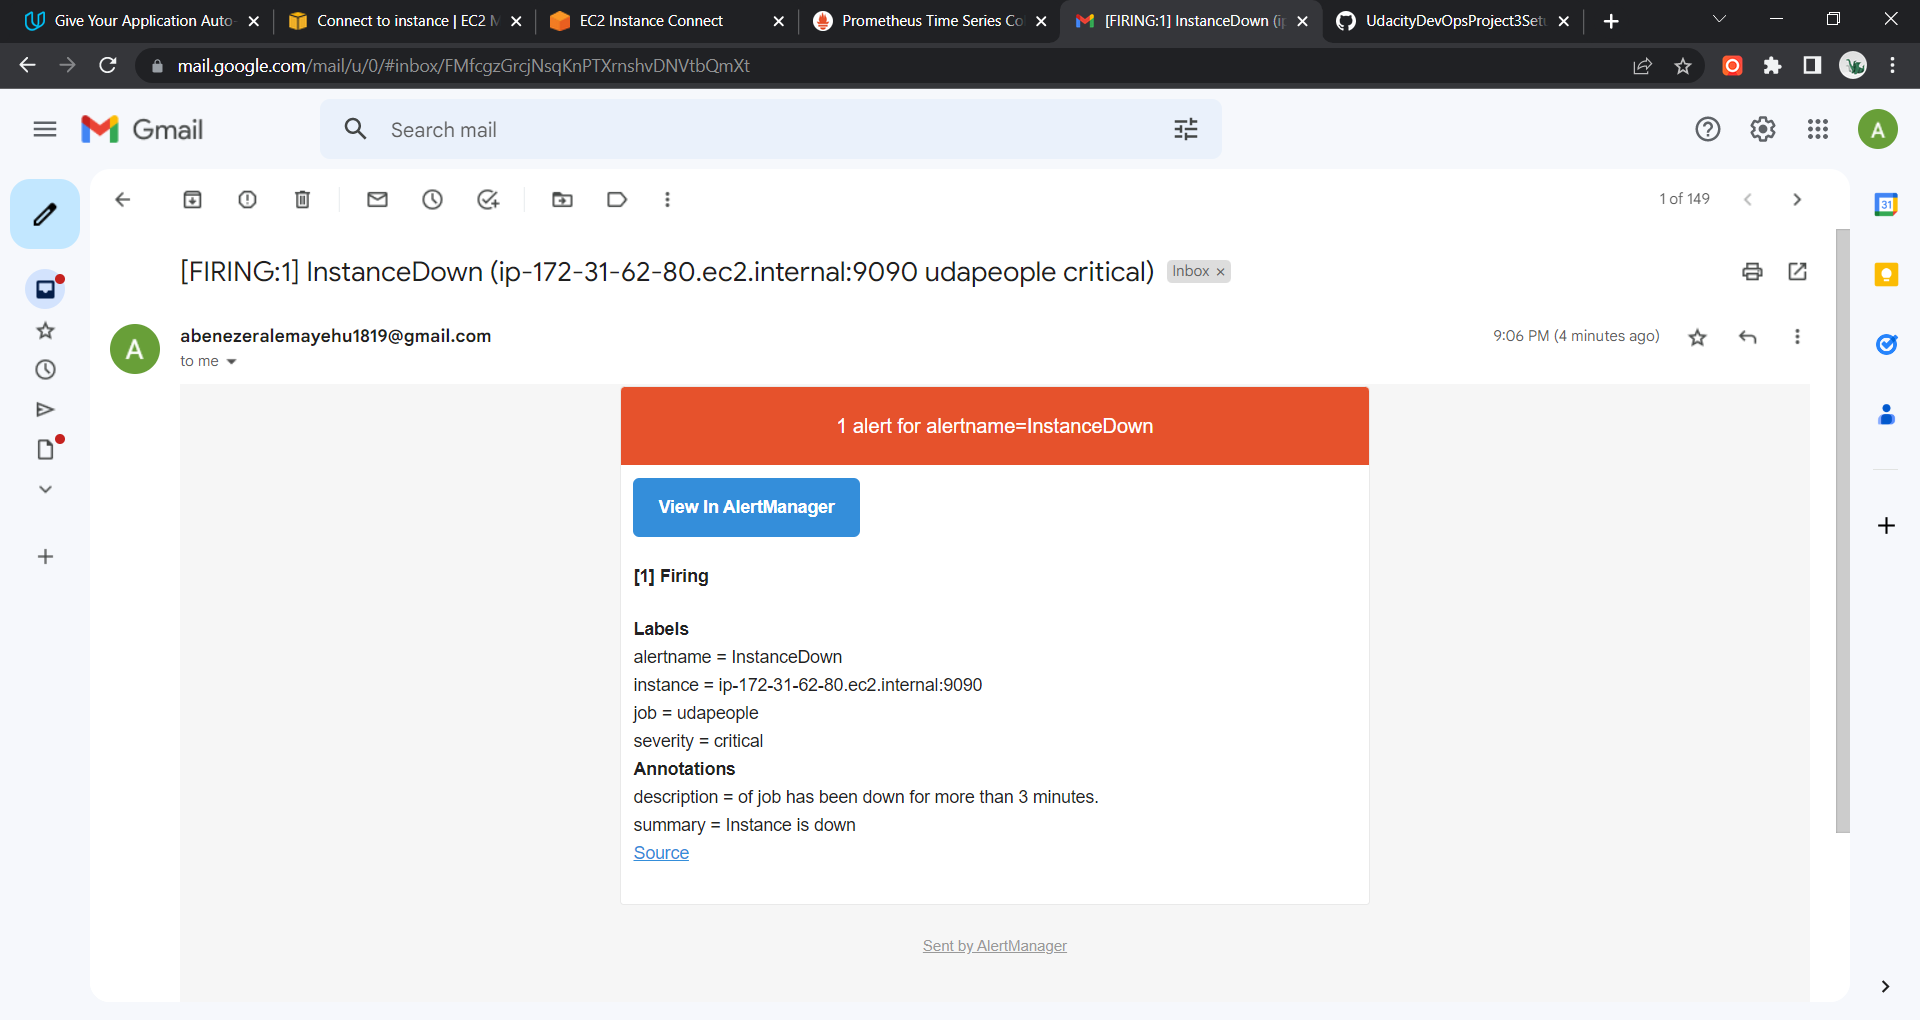 Give Your Application Auto-
Connect to instance | EC2 M
EC2 Instance Connect
Prometheus Time Series Co
[FIRING:1] InstanceDown (ip
UdacityDevOpsProject3Setu
mail.google.com/mail/u/0/#inbox/FMfcgzGrcjNsqKnPTXrnshvDNVtbQmXt
Gmail
Search mail
A
1 of 149
31
[FIRING:1] InstanceDown (ip-172-31-62-80.ec2.internal:9090 udapeople critical)
Inbox ×
A
abenezeralemayehu1819@gmail.com
9:06 PM (4 minutes ago)
to me
1 alert for alertname=InstanceDown
View In AlertManager
[1] Firing
Labels
alertname = InstanceDown
instance = ip-172-31-62-80.ec2.internal:9090
job = udapeople
severity = critical
Annotations
description = of job has been down for more than 3 minutes.
summary = Instance is down
Source
Sent by AlertManager